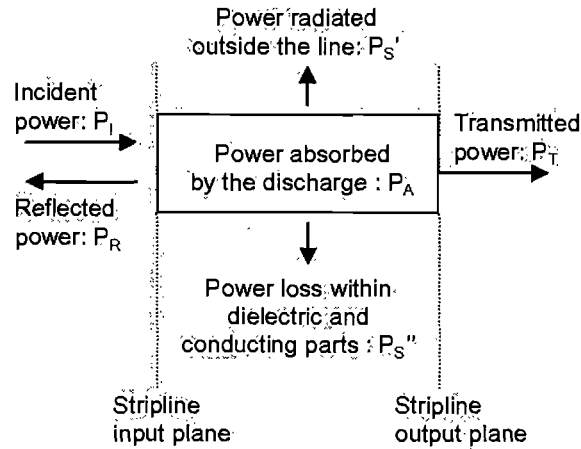 Power radiated
outside the line: PS'
Incident
power: PI
Transmitted
power: PT
Power absorbed
by the discharge : PA
Reflected
power: PR
Power loss within
dielectric and
conducting parts : PS"
Stripline
input plane
Stripline
output plane